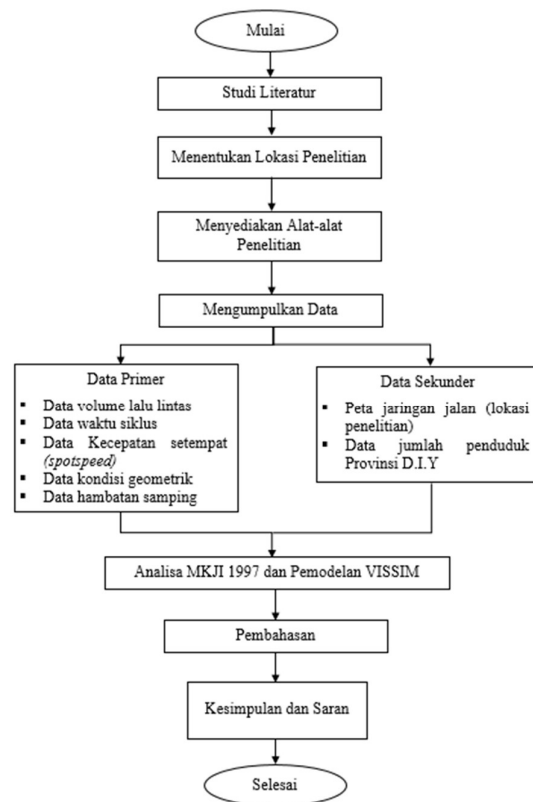 Mulai
Studi Literatur
Menentukan Lokasi Penelitian
Menyediakan Alat-alat
Penelitian
Mengumpulkan Data
Data Primer
▪ Data volume lalu lintas
▪ Data waktu siklus
▪ Data Kecepatan setempat
(spotspeed)
▪ Data kondisi geometrik
▪ Data hambatan samping
Data Sekunder
▪ Peta jaringan jalan (lokasi
penelitian)
▪ Data jumlah penduduk
Provinsi D.I.Y
Analisa MKJI 1997 dan Pemodelan VISSIM
Pembahasan
Kesimpulan dan Saran
Selesai